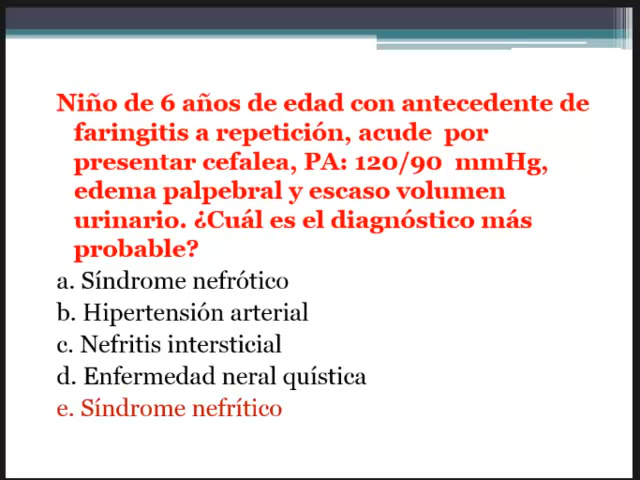 Niño de 6 años de edad con antecedente de
faringitis a repetición, acude por
presentar cefalea, PA: 120/90 mmHg,
edema palpebral y escaso volumen
urinario. ¿Cuál es el diagnóstico más
probable?
a. Síndrome nefrótico
b. Hipertensión arterial
c. Nefritis intersticial
d. Enfermedad neral quística
e. Síndrome nefrítico